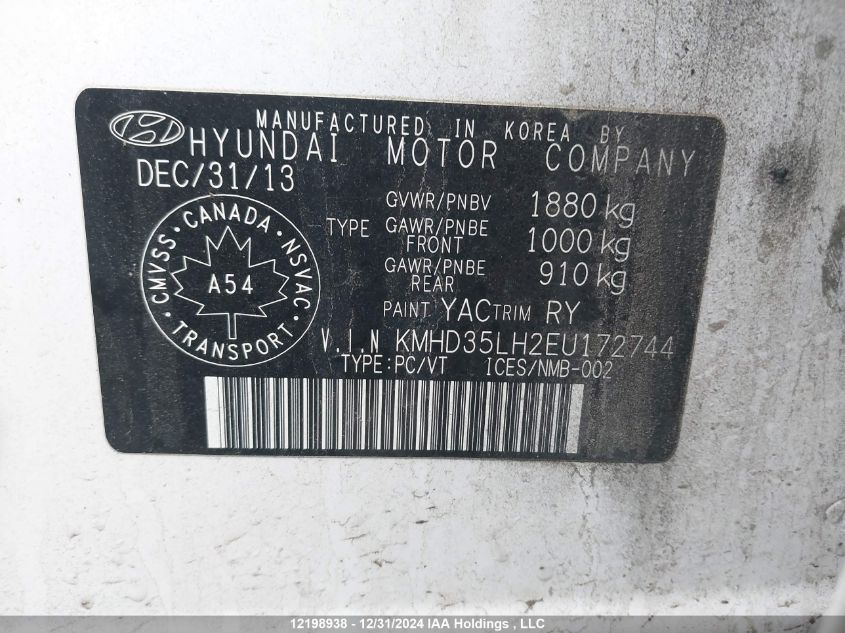 MANUFACTURED IN KOREA BY
HYUNDAI MOTOR COMPANY
DEC/31/13
GVWR/PNBV 1880 kg
TYPE GAWR/PNBE FRONT 1000 kg
GAWR/PNBE REAR 910 kg
PAINT YAC TRIM RY
CMVSS · CANADA · NSVAC · TRANSPORT ·
A54
V.I.N KMHD35LH2EU172744
TYPE:PC/VT ICES/NMB-002
12198938 - 12/31/2024 IAA Holdings, LLC.